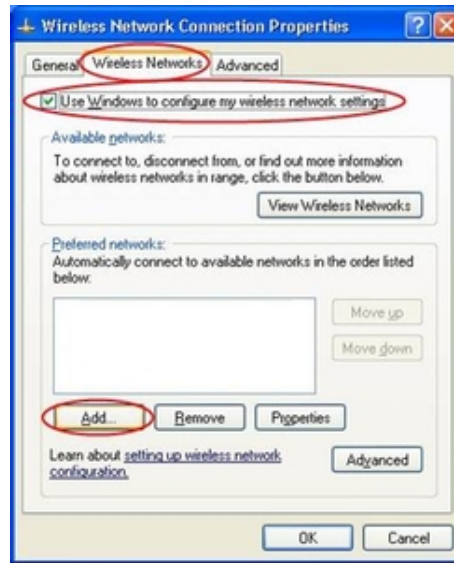 Wireless Network Connection Properties
General Wireless Networks Advanced
Use Windows to configure my wireless network settings
Available networks:
To connect to, disconnect from, or find out more information
about wireless networks in range, click the button below.
View Wireless Networks
Preferred networks:
Automatically connect to available networks in the order listed
below:
Move up
Move down
Add... Remove Properties
Learn about setting up wireless network
configuration.
Advanced
OK Cancel